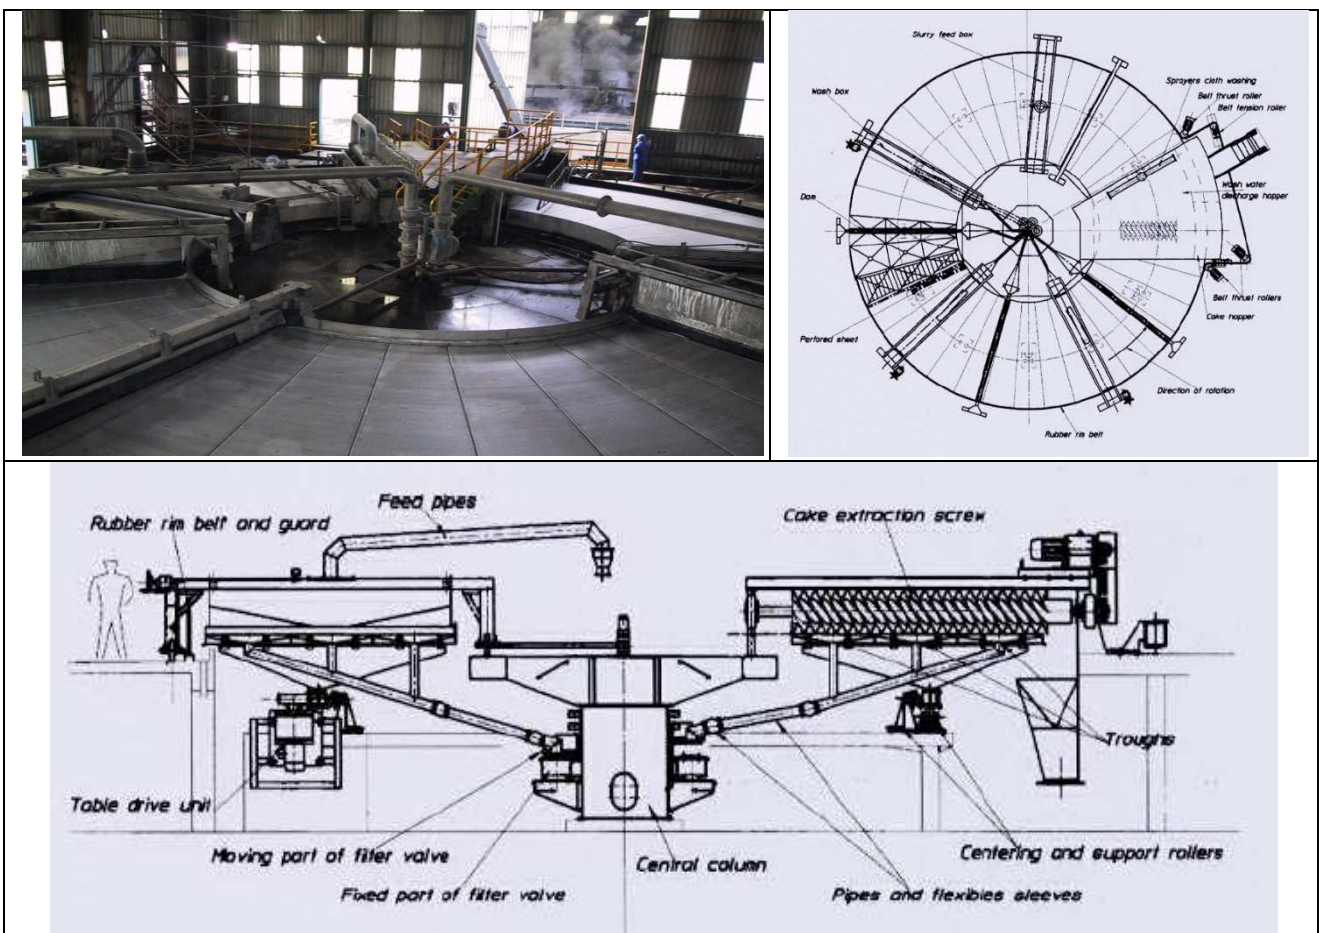 Slurry feed box
Sprayers cloth washing
Belt thrust roller
Belt tension roller
Wash box
Wash water
discharge hopper
Dam
Belt thrust rollers
Cake hopper
Perfored sheet
Direction of rotation
Rubber rim belt
Feed pipes
Rubber rim belt and guard
Cake extraction screw
Troughs
Table drive unit
Moving part of filter valve
Central column
Centering and support rollers
Fixed part of filter valve
Pipes and flexibles sleeves